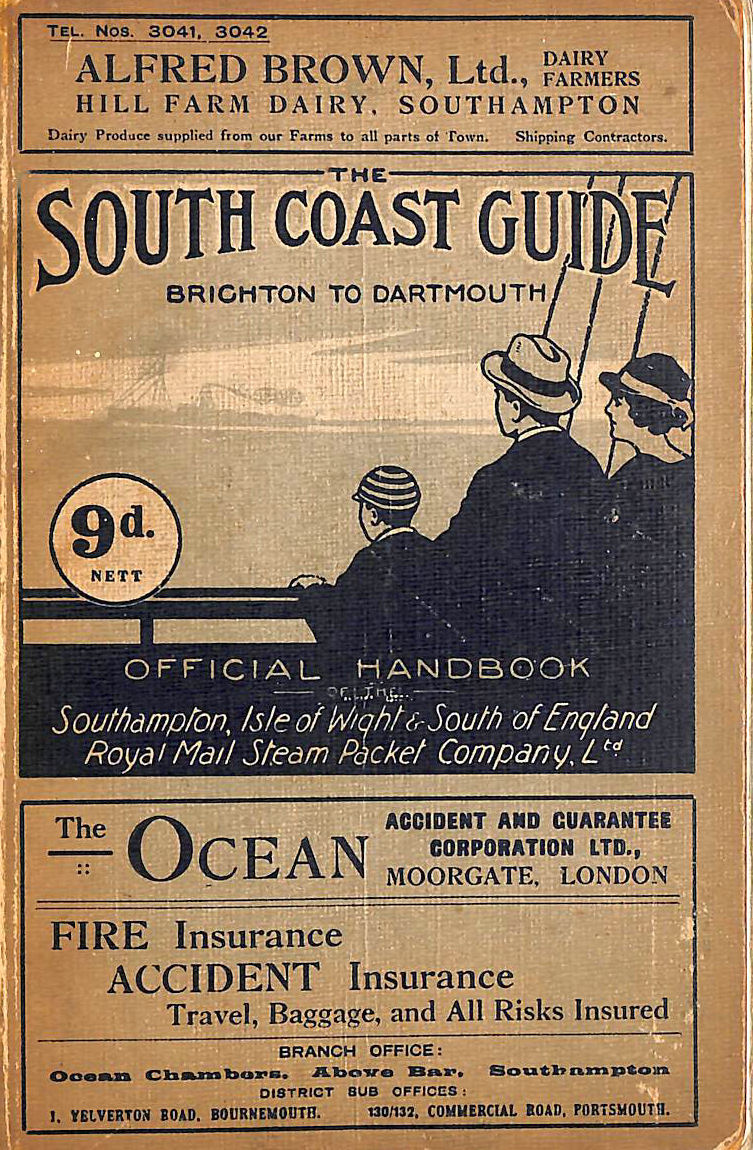 TEL. NOS. 3041, 3042
ALFRED BROWN, Ltd., DAIRY FARMERS
HILL FARM DAIRY, SOUTHAMPTON
Dairy Produce supplied from our Farms to all parts of Town. Shipping Contractors.
THE
SOUTH COAST GUIDE
BRIGHTON TO DARTMOUTH
9d.
NETT
OFFICIAL HANDBOOK
OF THE
Southampton, Isle of Wight & South of England
Royal Mail Steam Packet Company, Ltd
The OCEAN ACCIDENT AND GUARANTEE
CORPORATION LTD.,
MOORGATE, LONDON
FIRE Insurance
ACCIDENT Insurance
Travel, Baggage, and All Risks Insured
BRANCH OFFICE:
Ocean Chambers, Above Bar, Southampton
DISTRICT SUB OFFICES:
1, YELVERTON ROAD, BOURNEMOUTH. 130/132, COMMERCIAL ROAD, PORTSMOUTH.